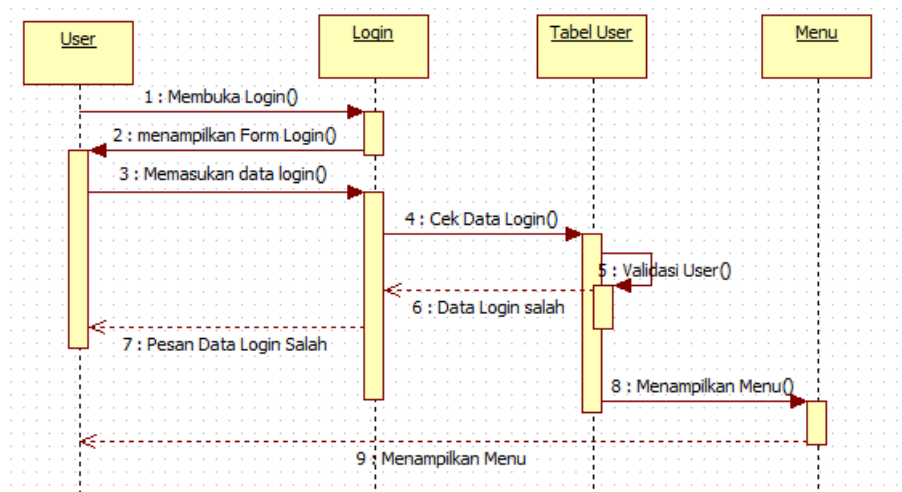 User
Login
Tabel User
Menu
1 : Membuka Login()
2 : menampilkan Form Login()
3 : Memasukan data login()
4 : Cek Data Login()
5 : Validasi User()
6 : Data Login salah
7 : Pesan Data Login Salah
8 : Menampilkan Menu()
9 : Menampilkan Menu